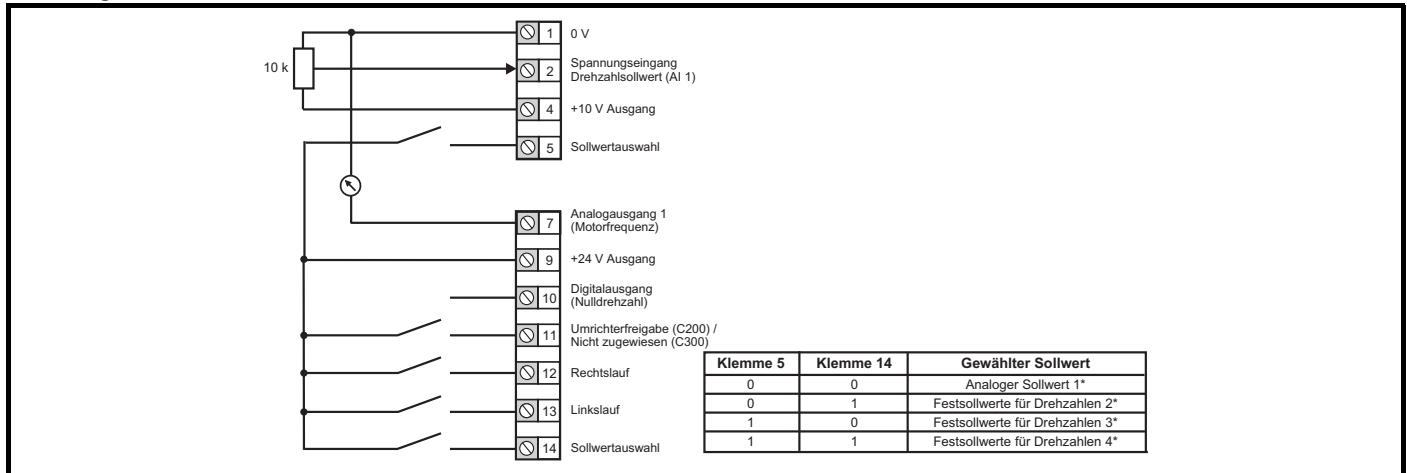 1 0 V
10 k
2 Spannungseingang
Drehzahlsollwert (AI 1)
4 +10 V Ausgang
5 Sollwertauswahl
7 Analogausgang 1
(Motorfrequenz)
9 +24 V Ausgang
10 Digitalausgang
(Nulldrehzahl)
11 Umrichterfreigabe (C200) /
Nicht zugewiesen (C300)
12 Rechtslauf
13 Linkslauf
14 Sollwertauswahl
Klemme 5 Klemme 14 Gewählter Sollwert
0 0 Analoger Sollwert 1*
0 1 Festsollwerte für Drehzahlen 2*
1 0 Festsollwerte für Drehzahlen 3*
1 1 Festsollwerte für Drehzahlen 4*